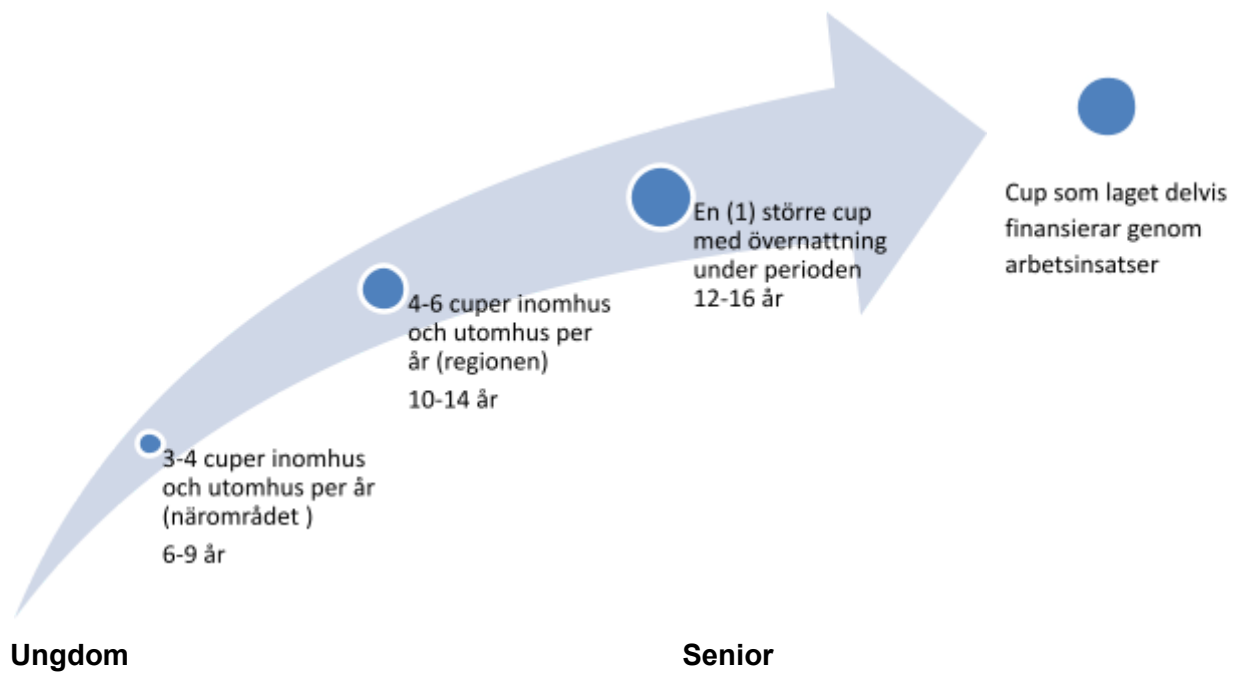 3-4 cuper inomhus
och utomhus per år
(närområdet )
6-9 år
4-6 cuper inomhus
och utomhus per
år (regionen)
10-14 år
En (1) större cup
med övernattning
under perioden
12-16 år
Cup som laget delvis
finansierar genom
arbetsinsatser
Ungdom
Senior